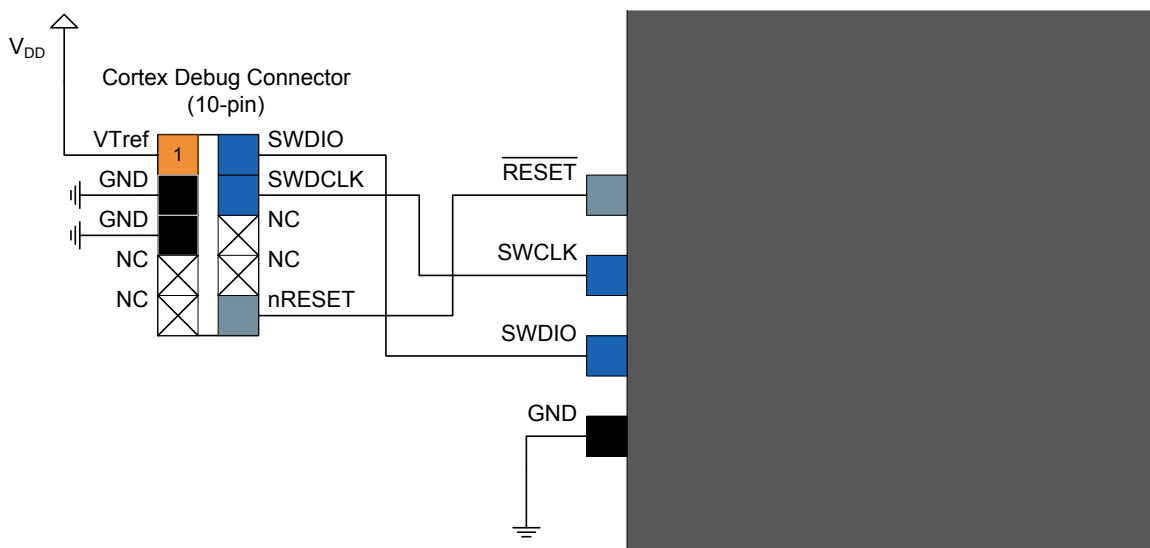 V_DD
Cortex Debug Connector
(10-pin)
VTref
1
SWDIO
GND
SWDCLK
GND
NC
NC
NC
NC
nRESET
RESET
SWCLK
SWDIO
GND